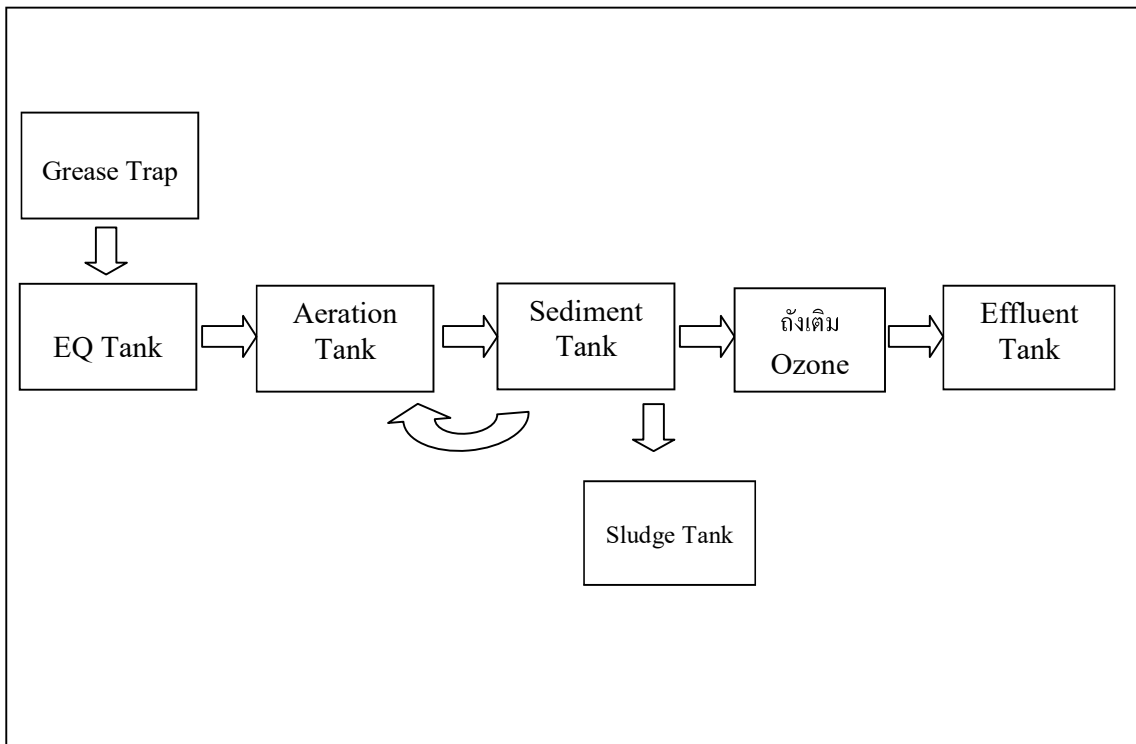 Grease Trap
EQ Tank
Aeration
Tank
Sediment
Tank
ถังเติม
Ozone
Effluent
Tank
Sludge Tank